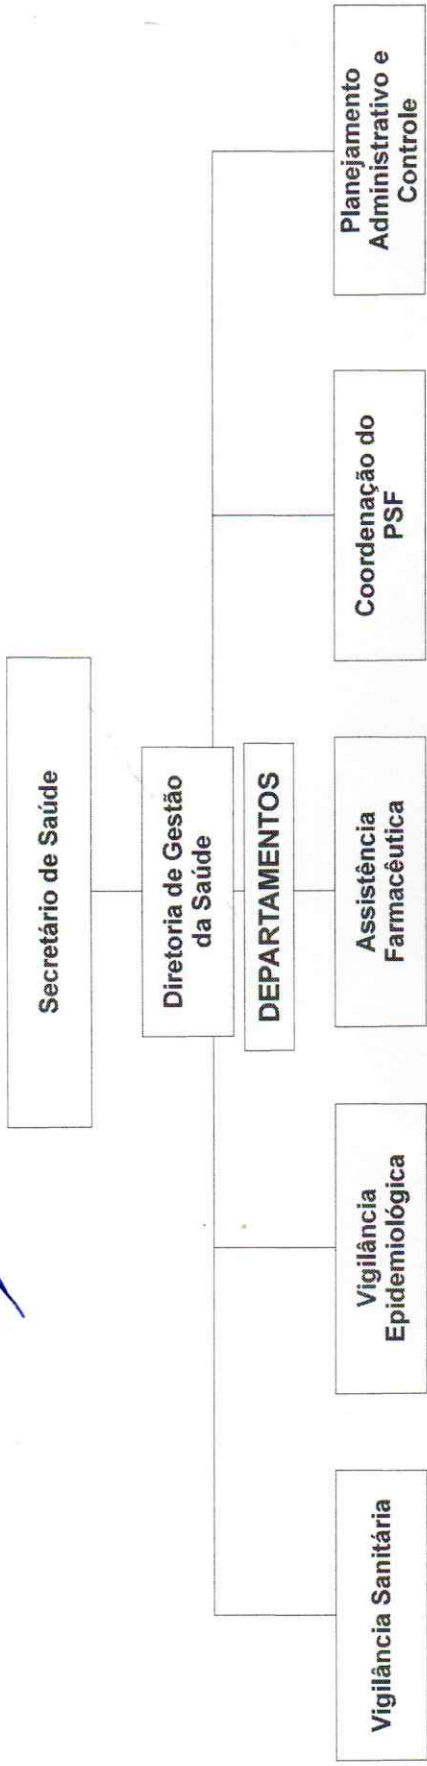 Secretário de Saúde
Diretoria de Gestão
da Saúde
DEPARTAMENTOS
Vigilância Sanitária
Vigilância
Epidemiológica
Assistência
Farmacêutica
Coordenação do
PSF
Planejamento
Administrativo e
Controle